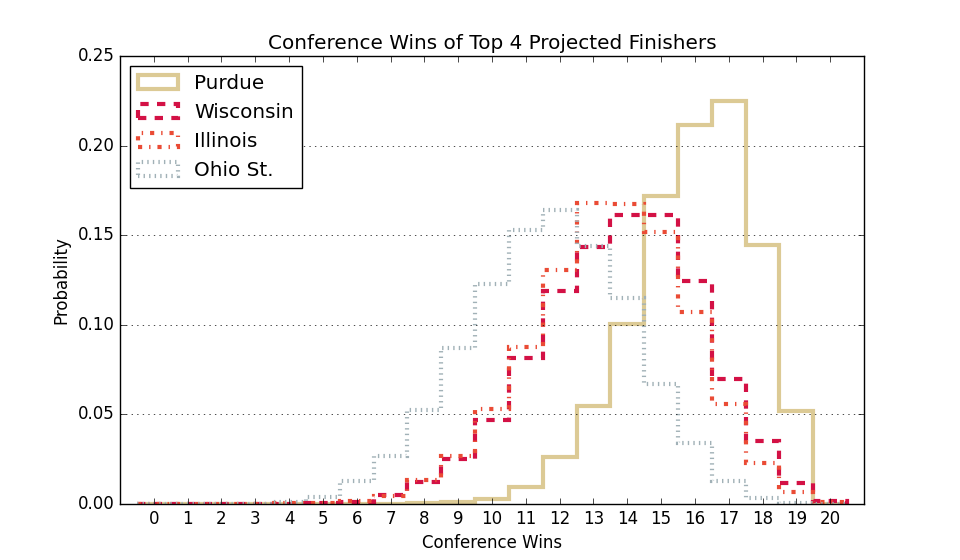 Conference Wins of Top 4 Projected Finishers
Purdue
Wisconsin
Illinois
Ohio St.
0.25
0.20
0.15
0.10
0.05
0.00
Probability
0 1 2 3 4 5 6 7 8 9 10 11 12 13 14 15 16 17 18 19 20
Conference Wins